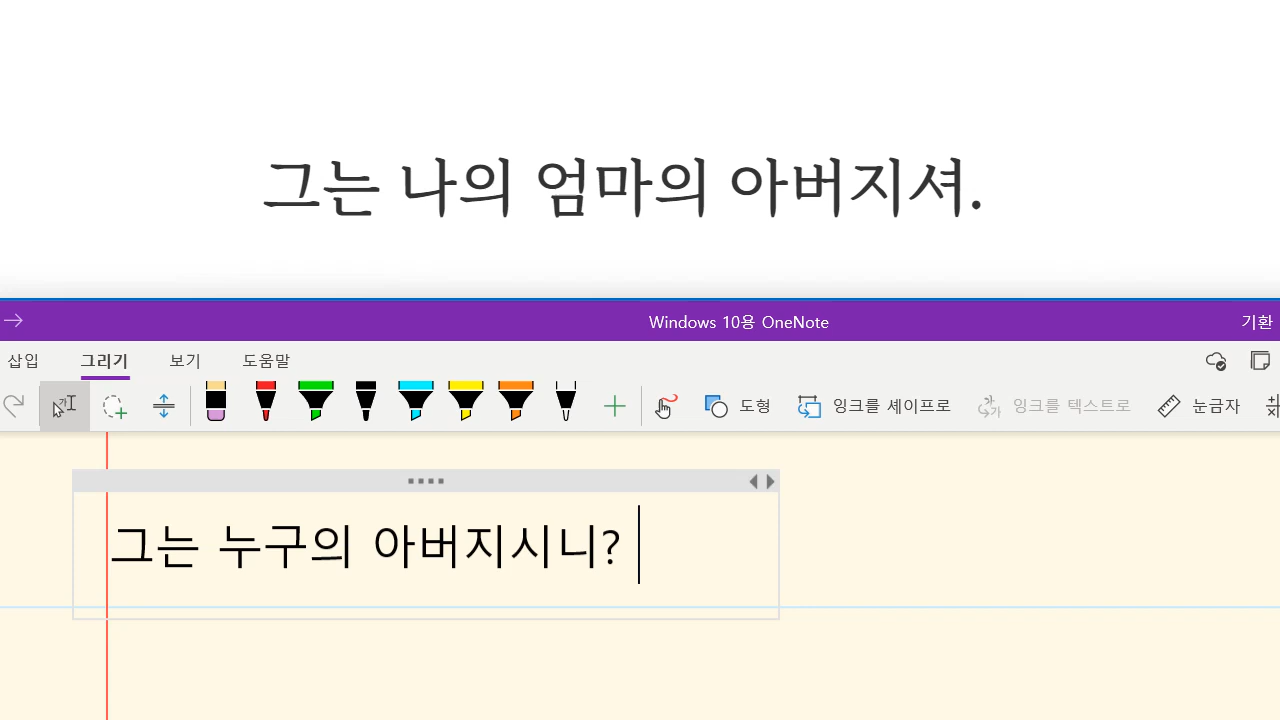 그는 나의 엄마의 아버지셔.
Windows 10용 OneNote
기환
삽입 그리기 보기 도움말
도형 잉크를 셰이프로 잉크를 텍스트로 눈금자
그는 누구의 아버지시니?